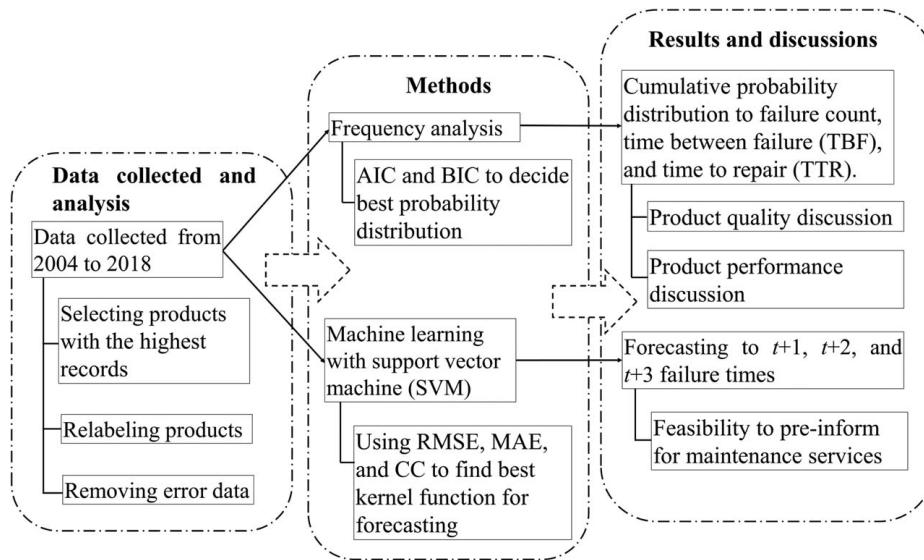 Data collected and
analysis
Data collected from
2004 to 2018
Selecting products
with the highest
records
Relabeling products
Removing error data
Methods
Frequency analysis
AIC and BIC to decide
best probability
distribution
Machine learning
with support vector
machine (SVM)
Using RMSE, MAE,
and CC to find best
kernel function for
forecasting
Results and discussions
Cumulative probability
distribution to failure count,
time between failure (TBF),
and time to repair (TTR).
Product quality discussion
Product performance
discussion
Forecasting to t+1, t+2, and
t+3 failure times
Feasibility to pre-inform
for maintenance services